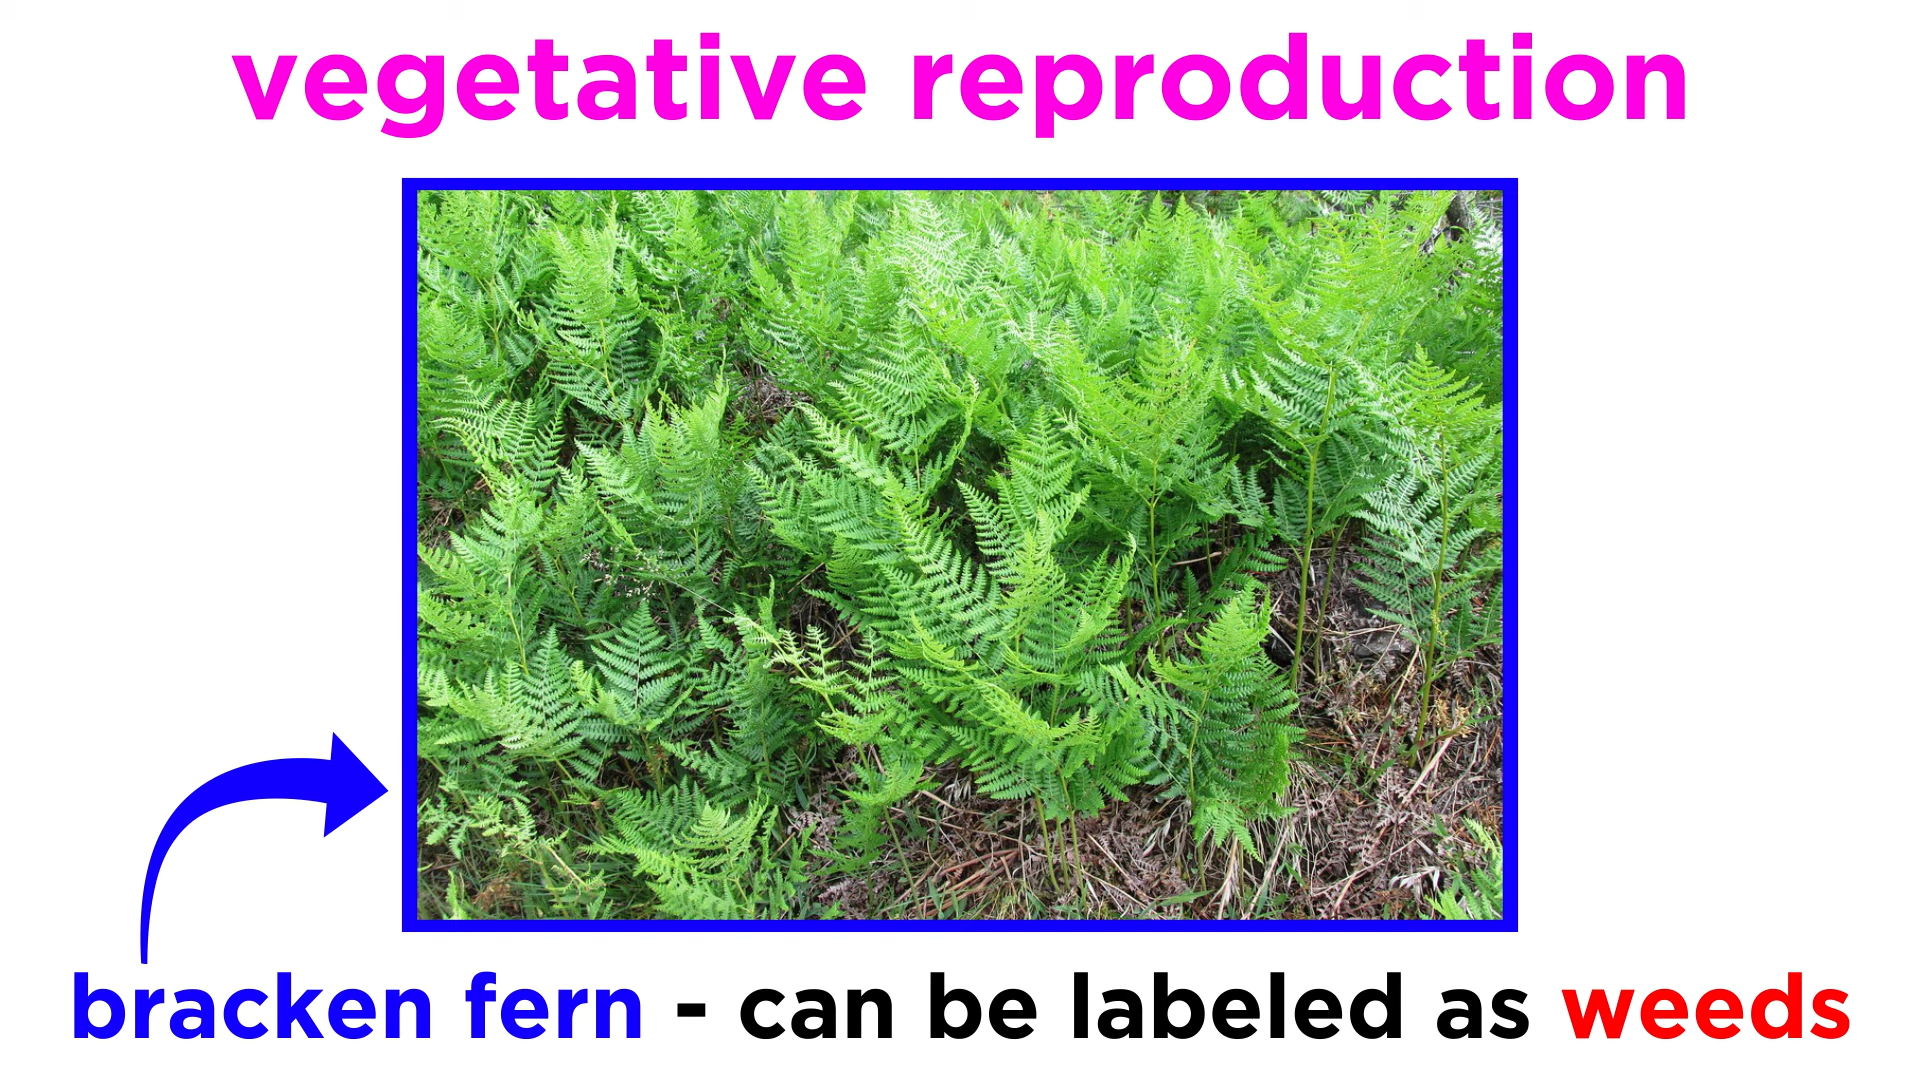 vegetative reproduction
bracken fern - can be labeled as weeds